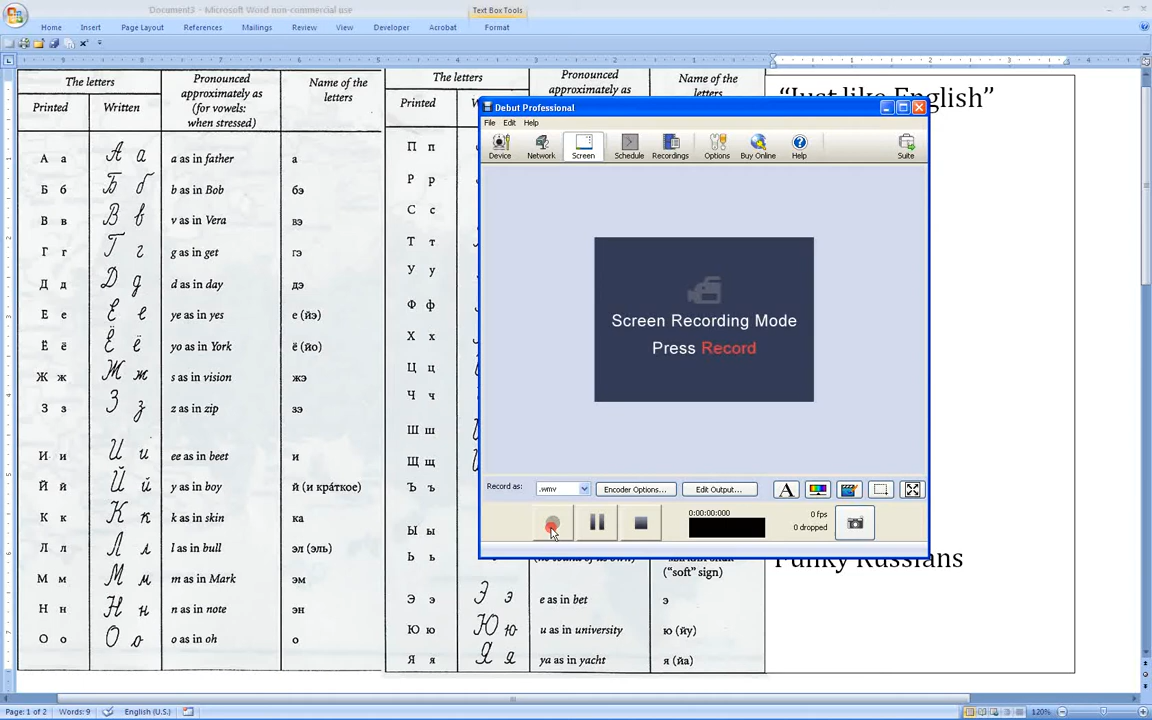 Document3 - Microsoft Word non-commercial use
Text Box Tools
Home Insert Page Layout References Mailings Review View Developer Acrobat Format
The letters
Pronounced approximately as (for vowels: when stressed)
Name of the letters
Printed Written
А а А а a as in father а
Б б Б б b as in Bob бэ
В в В в v as in Vera вэ
Г г Г г g as in get гэ
Д д Д д d as in day дэ
Е е Е е ye as in yes е (йэ)
Ё ё Ё ё yo as in York ё (йо)
Ж ж Ж ж s as in vision жэ
З з З з z as in zip зэ
И и И и ee as in beet и
Й й Й й y as in boy й (и крáткое)
К к К к k as in skin ка
Л л Л л l as in bull эл (эль)
М м М м m as in Mark эм
Н н Н н n as in note эн
О о О о o as in oh о
The letters
Pronounced approximately as
Name of the letters
Printed
П п
Р р
С с
Т т
У у
Ф ф
Х х
Ц ц
Ч ч
Ш ш
Щ щ
Ъ ъ
Ы ы
Ь ь
("soft" sign)
Э э Э э e as in bet э
Ю ю Ю ю u as in university ю (йу)
Я я Я я ya as in yacht я (йа)
"Just like English"
Funky Russians
Debut Professional
File Edit Help
Device Network Screen Schedule Recordings Options Buy Online Help Suite
Screen Recording Mode
Press Record
Record as: .wmv Encoder Options... Edit Output... A
0:00:00:000 0 fps
0 dropped
Page: 1 of 2 Words: 9 English (U.S.) 120%